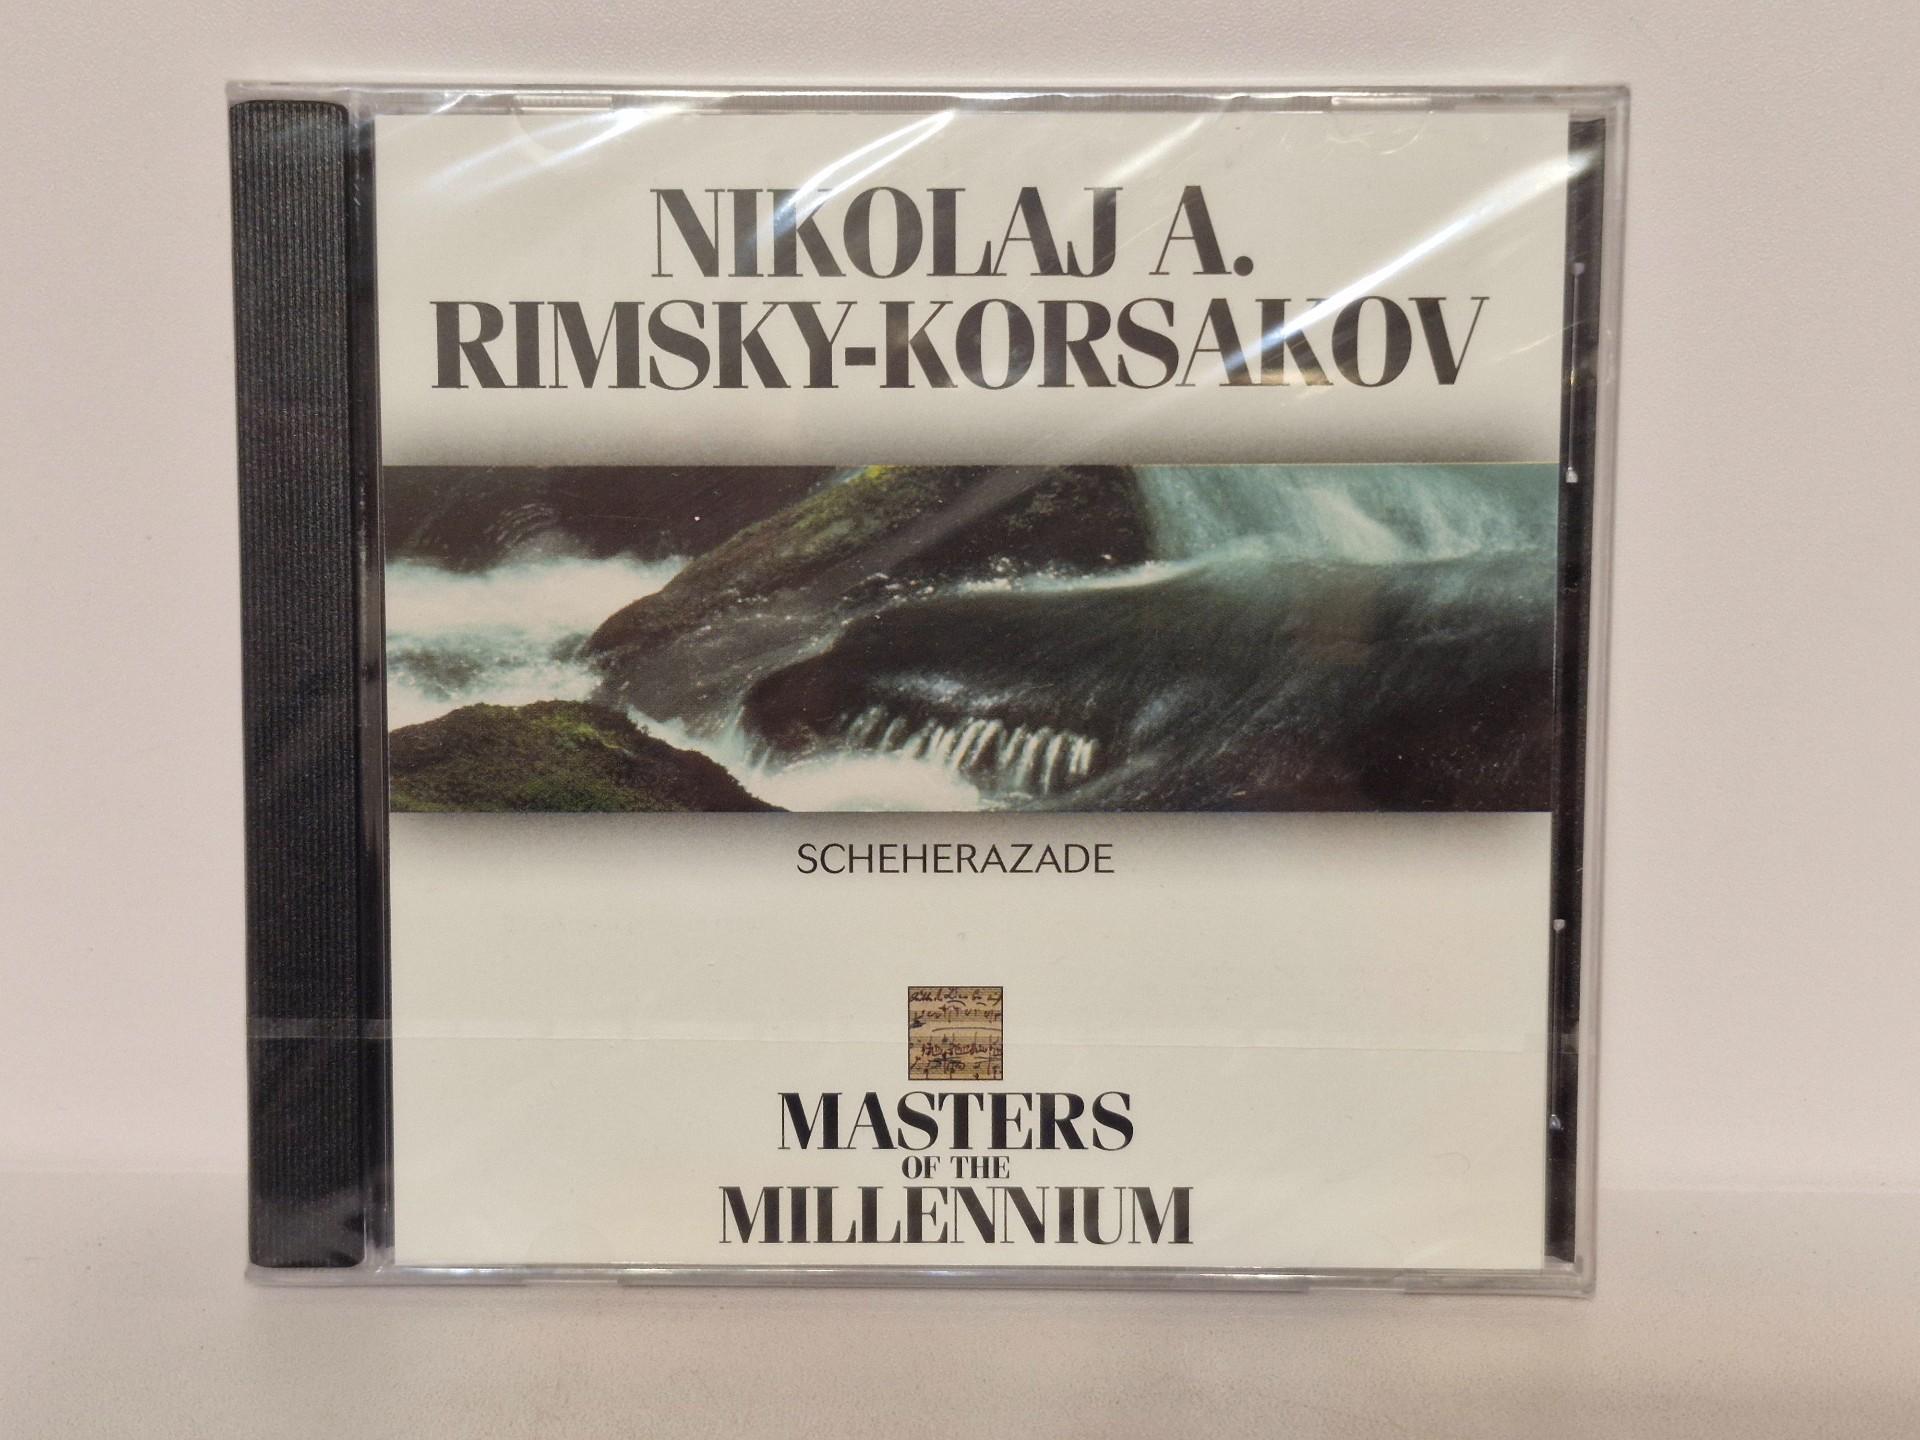 NIKOLAJ A.
RIMSKY-KORSAKOV
SCHEHERAZADE
MASTERS
OF THE
MILLENNIUM